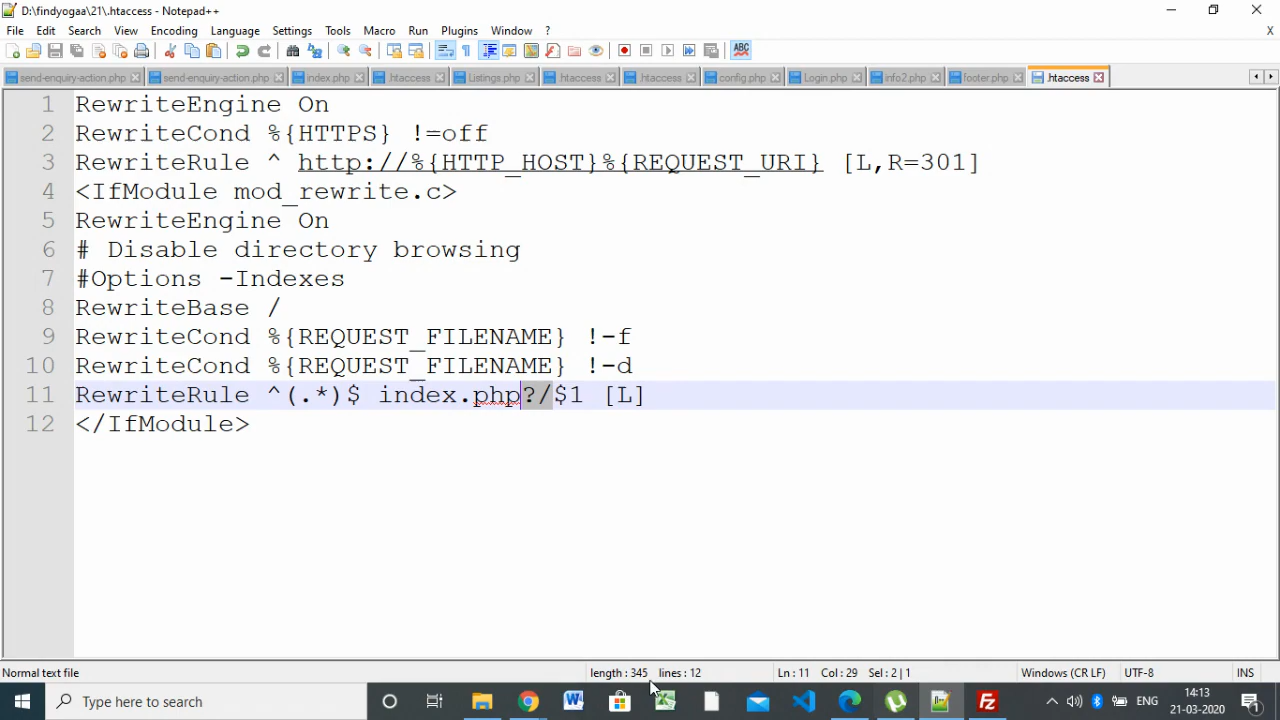 D:\findyogaa\21\.htaccess - Notepad++
File Edit Search View Encoding Language Settings Tools Macro Run Plugins Window ? X
send-enquiry-action.php send-enquiry-action.php index.php .htaccess Listings.php .htaccess .htaccess config.php Login.php info2.php footer.php .htaccess
1 RewriteEngine On
2 RewriteCond %{HTTPS} !=off
3 RewriteRule ^ http://%{HTTP_HOST}%{REQUEST_URI} [L,R=301]
4 <IfModule mod_rewrite.c>
5 RewriteEngine On
6 # Disable directory browsing
7 #Options -Indexes
8 RewriteBase /
9 RewriteCond %{REQUEST_FILENAME} !-f
10 RewriteCond %{REQUEST_FILENAME} !-d
11 RewriteRule ^(.*)$ index.php?/$1 [L]
12 </IfModule>
Normal text file length : 345 lines : 12 Ln : 11 Col : 29 Sel : 2 | 1 Windows (CR LF) UTF-8 INS
Type here to search ENG 14:13
21-03-2020